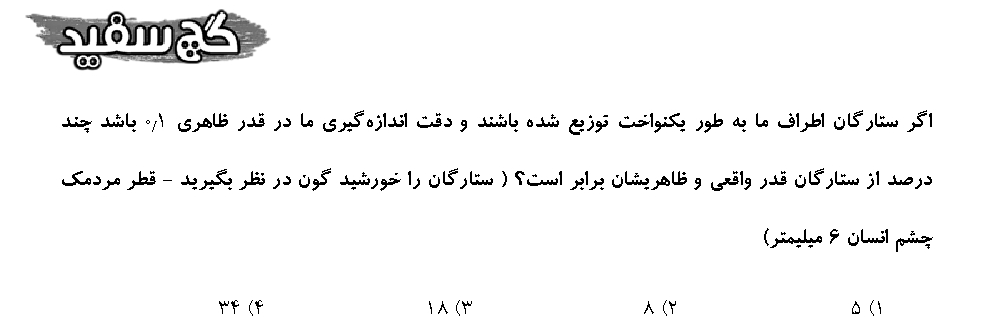 گچ سفید
اگر ستارگان اطراف ما به طور یکنواخت توزیع شده باشند و دقت اندازه‌گیری ما در قدر ظاهری ۰٫۱ باشد چند
درصد از ستارگان قدر واقعی و ظاهریشان برابر است؟ ( ستارگان را خورشید گون در نظر بگیرید - قطر مردمک
چشم انسان ۶ میلیمتر)
۱) ۵ ۲) ۸ ۳) ۱۸ ۴) ۳۴